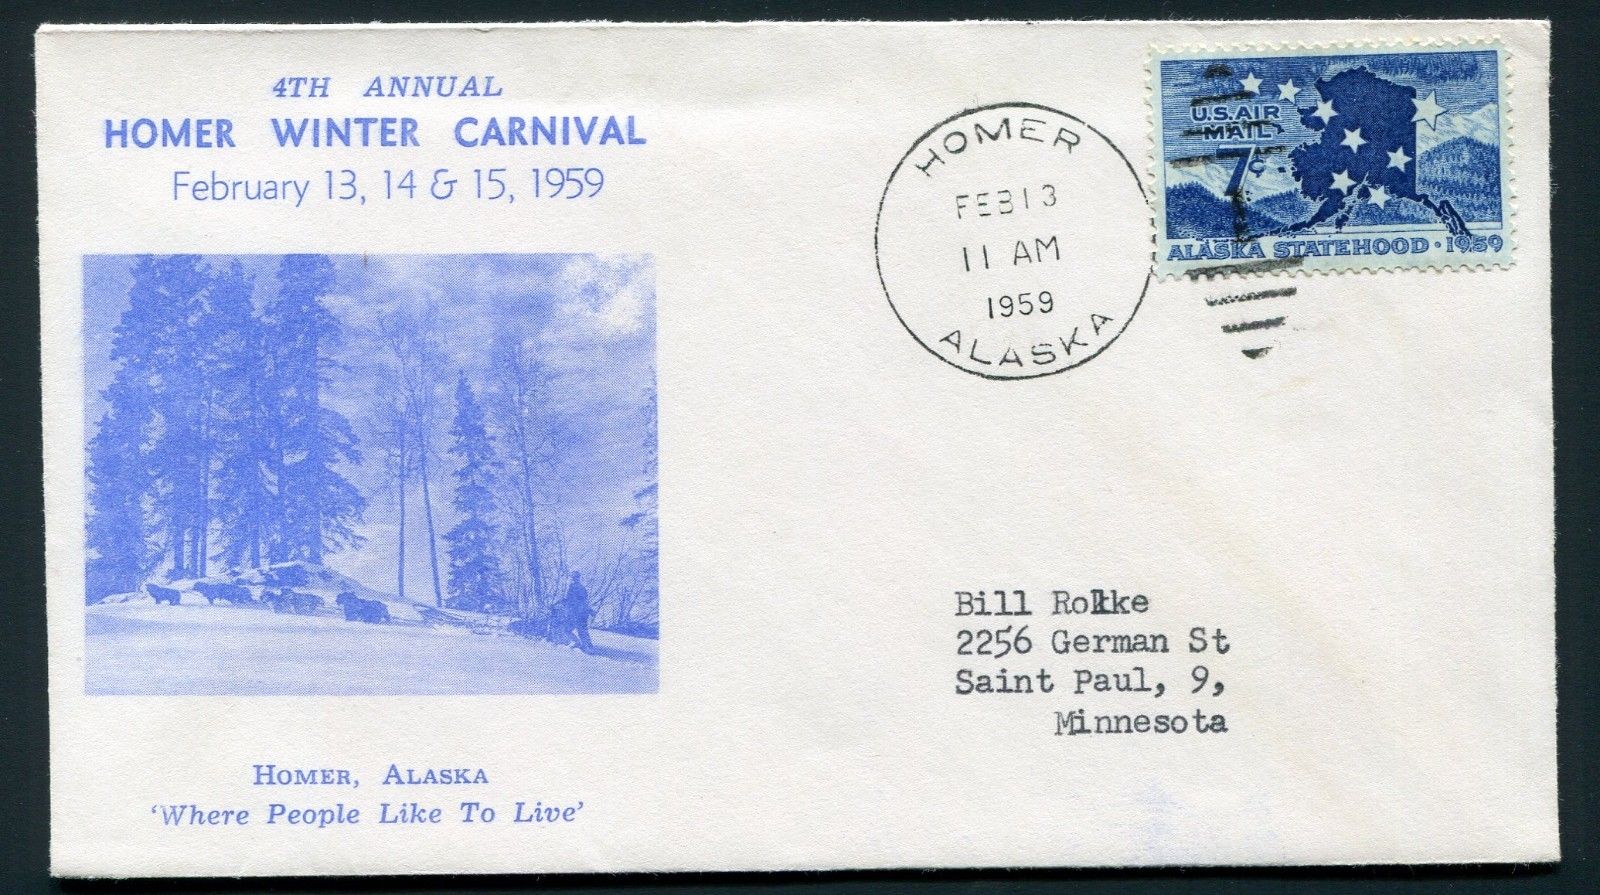 4TH ANNUAL
HOMER WINTER CARNIVAL
February 13, 14 & 15, 1959
HOMER
FEB 13
11 AM
1959
ALASKA
U.S. AIR
MAIL
7¢
ALASKA STATEHOOD · 1959
Bill Rolke
2256 German St
Saint Paul, 9,
Minnesota
HOMER, ALASKA
'Where People Like To Live'